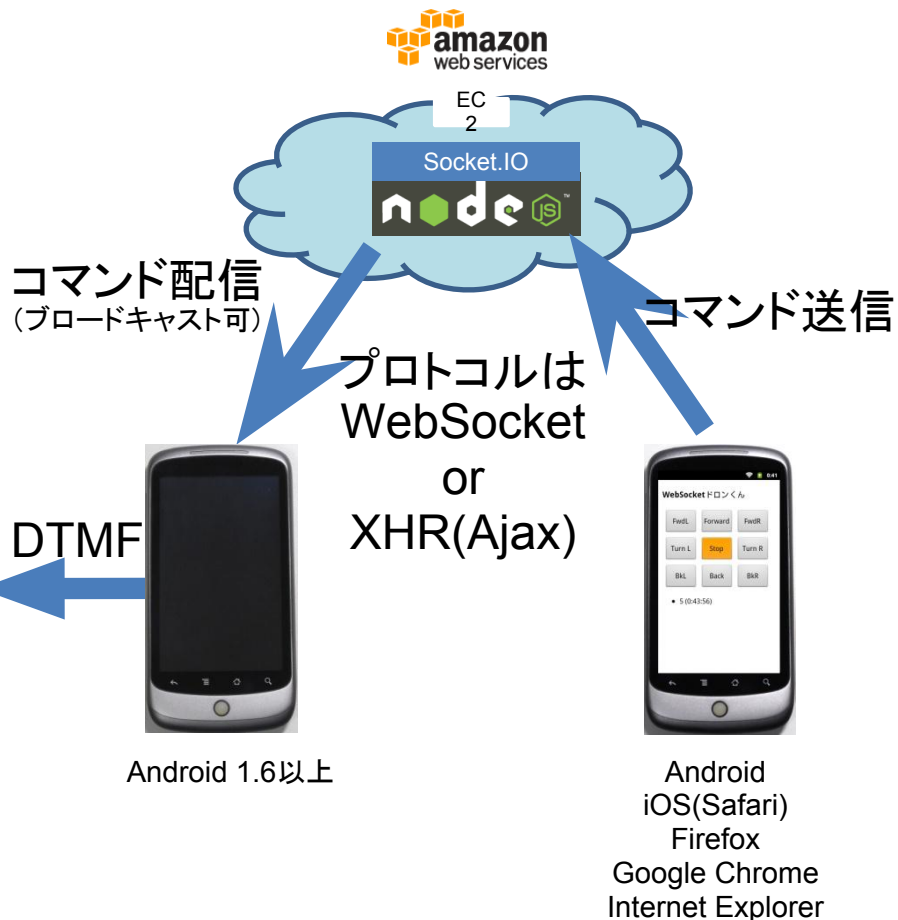 amazon
web services
EC
2
Socket.IO
node JS™
コマンド配信
（ブロードキャスト可）
コマンド送信
プロトコルは
WebSocket
or
XHR(Ajax)
DTMF
0:41
WebSocketドロンくん
FwdL Forward FwdR
Turn L Stop Turn R
BkL Back BkR
• 5 (0:43:56)
Android 1.6以上
Android
iOS(Safari)
Firefox
Google Chrome
Internet Explorer